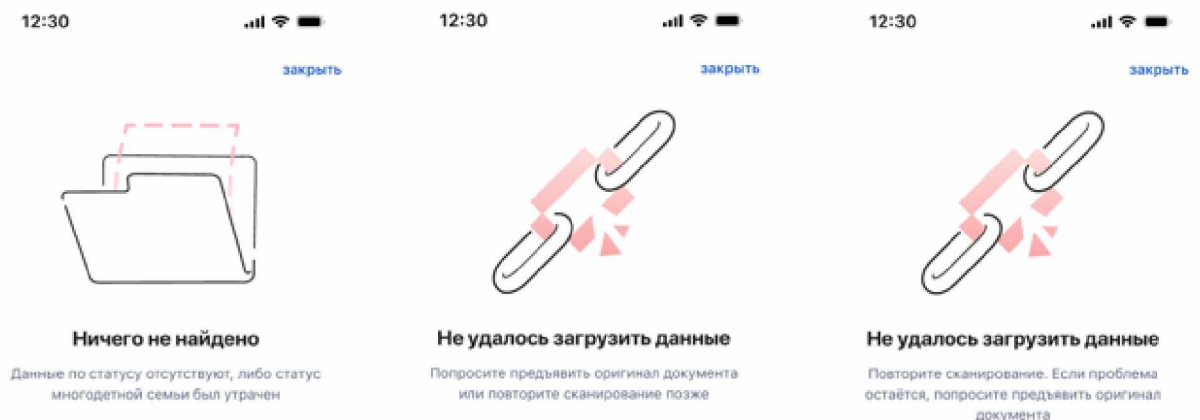 12:30
закрыть
Ничего не найдено
Данные по статусу отсутствуют, либо статус
многодетной семьи был утрачен
12:30
закрыть
Не удалось загрузить данные
Попросите предъявить оригинал документа
или повторите сканирование позже
12:30
закрыть
Не удалось загрузить данные
Повторите сканирование. Если проблема
остаётся, попросите предъявить оригинал
документа